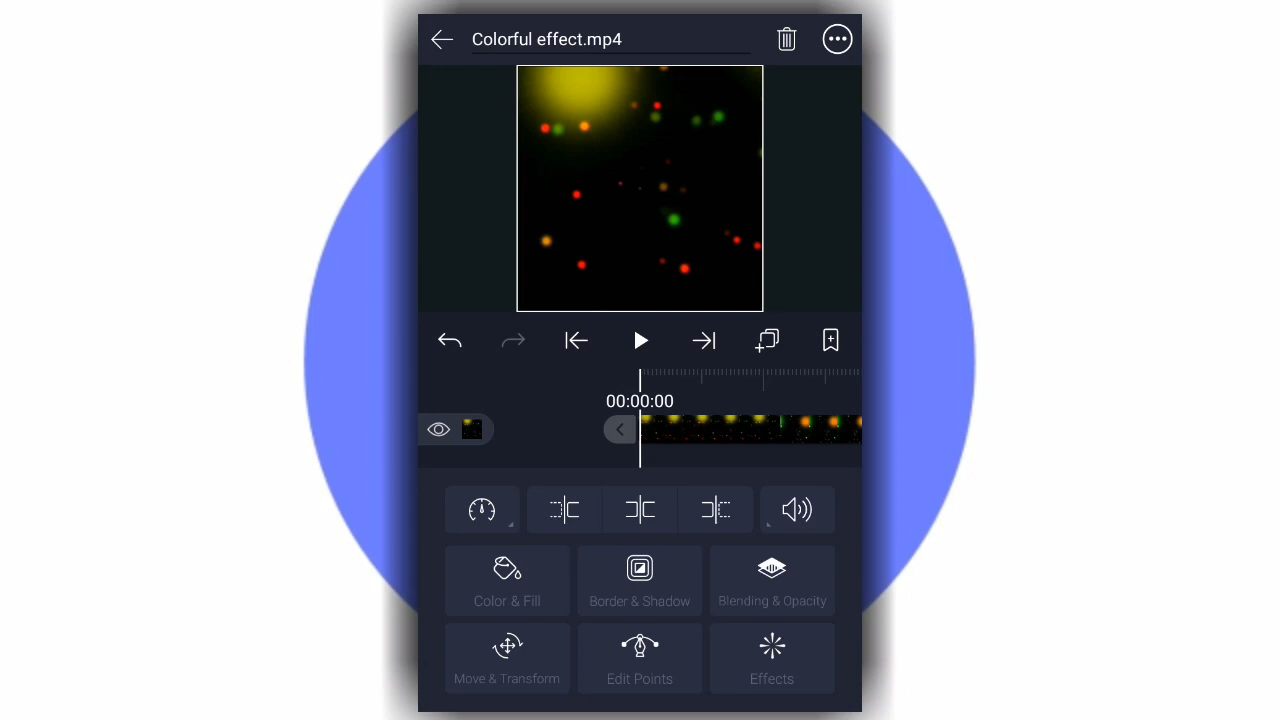 Colorful effect.mp4
00:00:00
Color & Fill
Border & Shadow
Blending & Opacity
Move & Transform
Edit Points
Effects